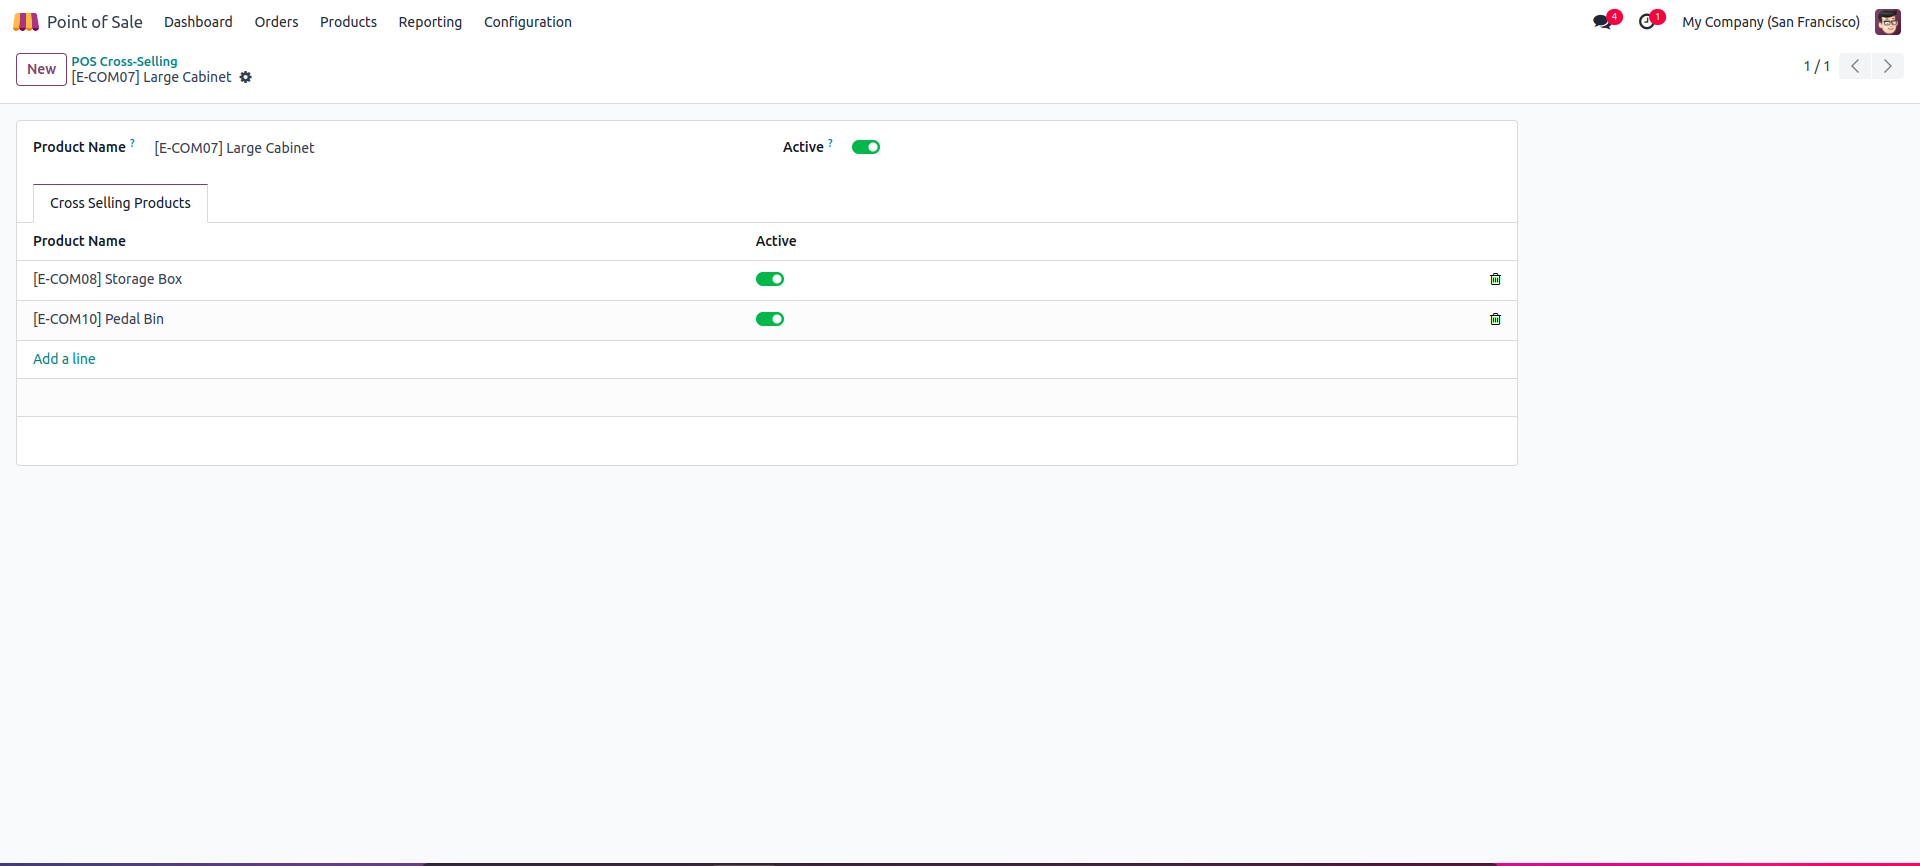 Point of Sale Dashboard Orders Products Reporting Configuration 4 1 My Company (San Francisco)
New POS Cross-Selling
[E-COM07] Large Cabinet 1 / 1
Product Name ? [E-COM07] Large Cabinet Active ?
Cross Selling Products
Product Name Active
[E-COM08] Storage Box
[E-COM10] Pedal Bin
Add a line